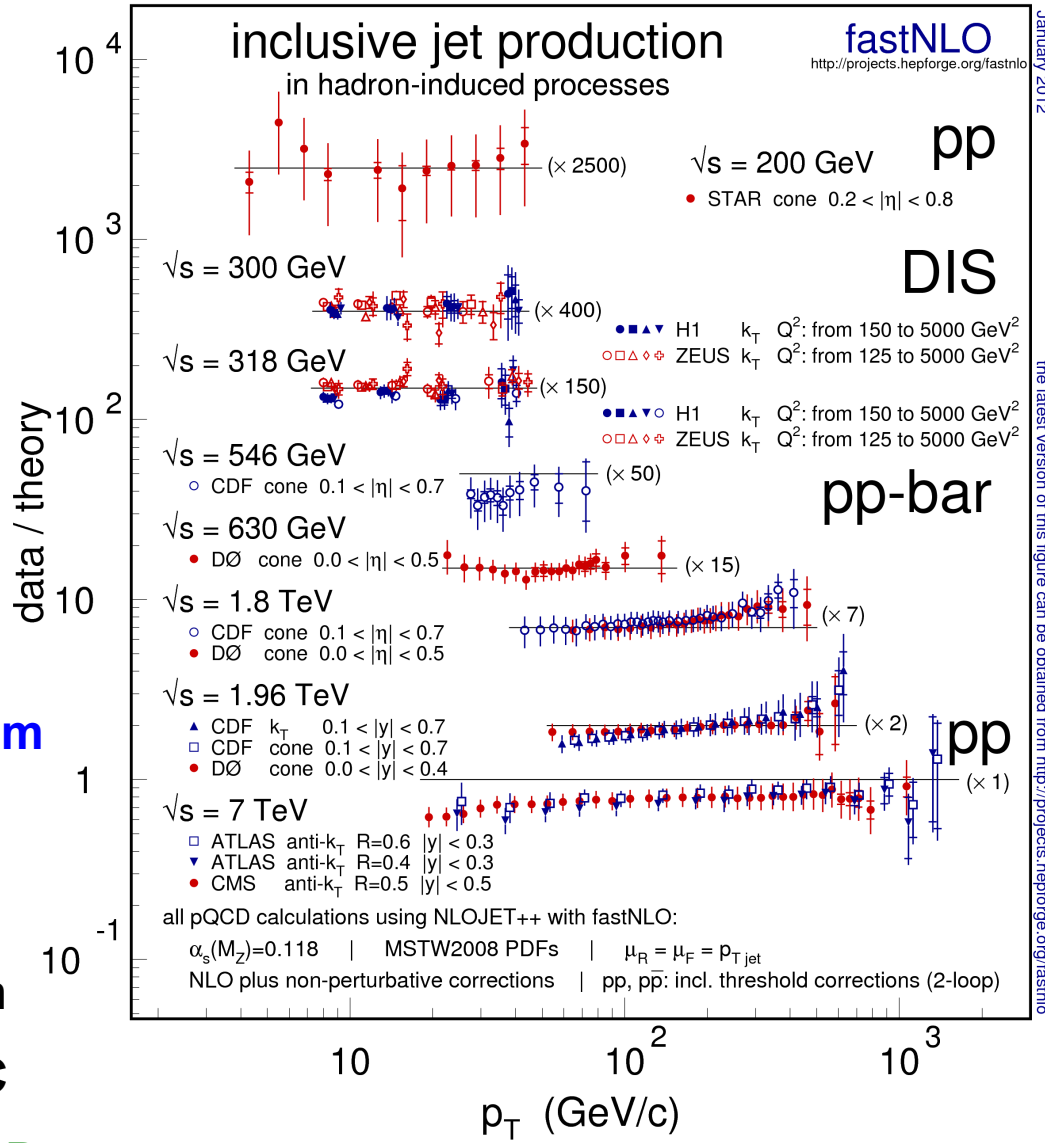 inclusive jet production
in hadron-induced processes
fastNLO
http://projects.hepforge.org/fastnlo
January 2012
the latest version of this figure can be obtained from http://projects.hepforge.org/fastnlo
data / theory
10^4
10^3
10^2
10
1
10^-1
pp
√s = 200 GeV
STAR cone 0.2 < |η| < 0.8
(× 2500)
DIS
√s = 300 GeV
(× 400)
H1 k_T Q²: from 150 to 5000 GeV²
ZEUS k_T Q²: from 125 to 5000 GeV²
√s = 318 GeV
(× 150)
H1 k_T Q²: from 150 to 5000 GeV²
ZEUS k_T Q²: from 125 to 5000 GeV²
pp-bar
√s = 546 GeV
CDF cone 0.1 < |η| < 0.7
(× 50)
√s = 630 GeV
DØ cone 0.0 < |η| < 0.5
(× 15)
√s = 1.8 TeV
CDF cone 0.1 < |η| < 0.7
DØ cone 0.0 < |η| < 0.5
(× 7)
√s = 1.96 TeV
CDF k_T 0.1 < |y| < 0.7
CDF cone 0.1 < |y| < 0.7
DØ cone 0.0 < |y| < 0.4
(× 2)
m
pp
(× 1)
√s = 7 TeV
ATLAS anti-k_T R=0.6 |y| < 0.3
ATLAS anti-k_T R=0.4 |y| < 0.3
CMS anti-k_T R=0.5 |y| < 0.5
all pQCD calculations using NLOJET++ with fastNLO:
α_s(M_Z)=0.118 | MSTW2008 PDFs | μ_R = μ_F = p_T jet
NLO plus non-perturbative corrections | pp, pp̅: incl. threshold corrections (2-loop)
10
10^2
10^3
p_T (GeV/c)